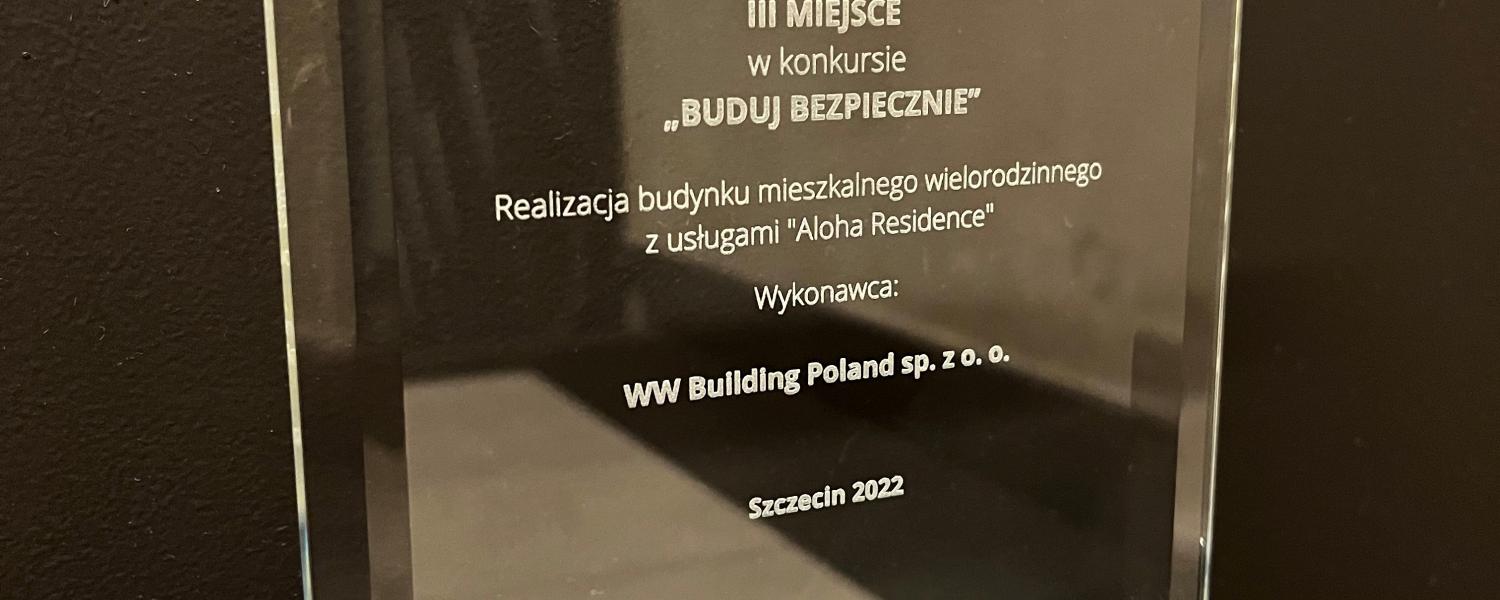 III MIEJSCE
w konkursie
„BUDUJ BEZPIECZNIE”
Realizacja budynku mieszkalnego wielorodzinnego
z usługami "Aloha Residence"
Wykonawca:
WW Building Poland sp. z o. o.
Szczecin 2022